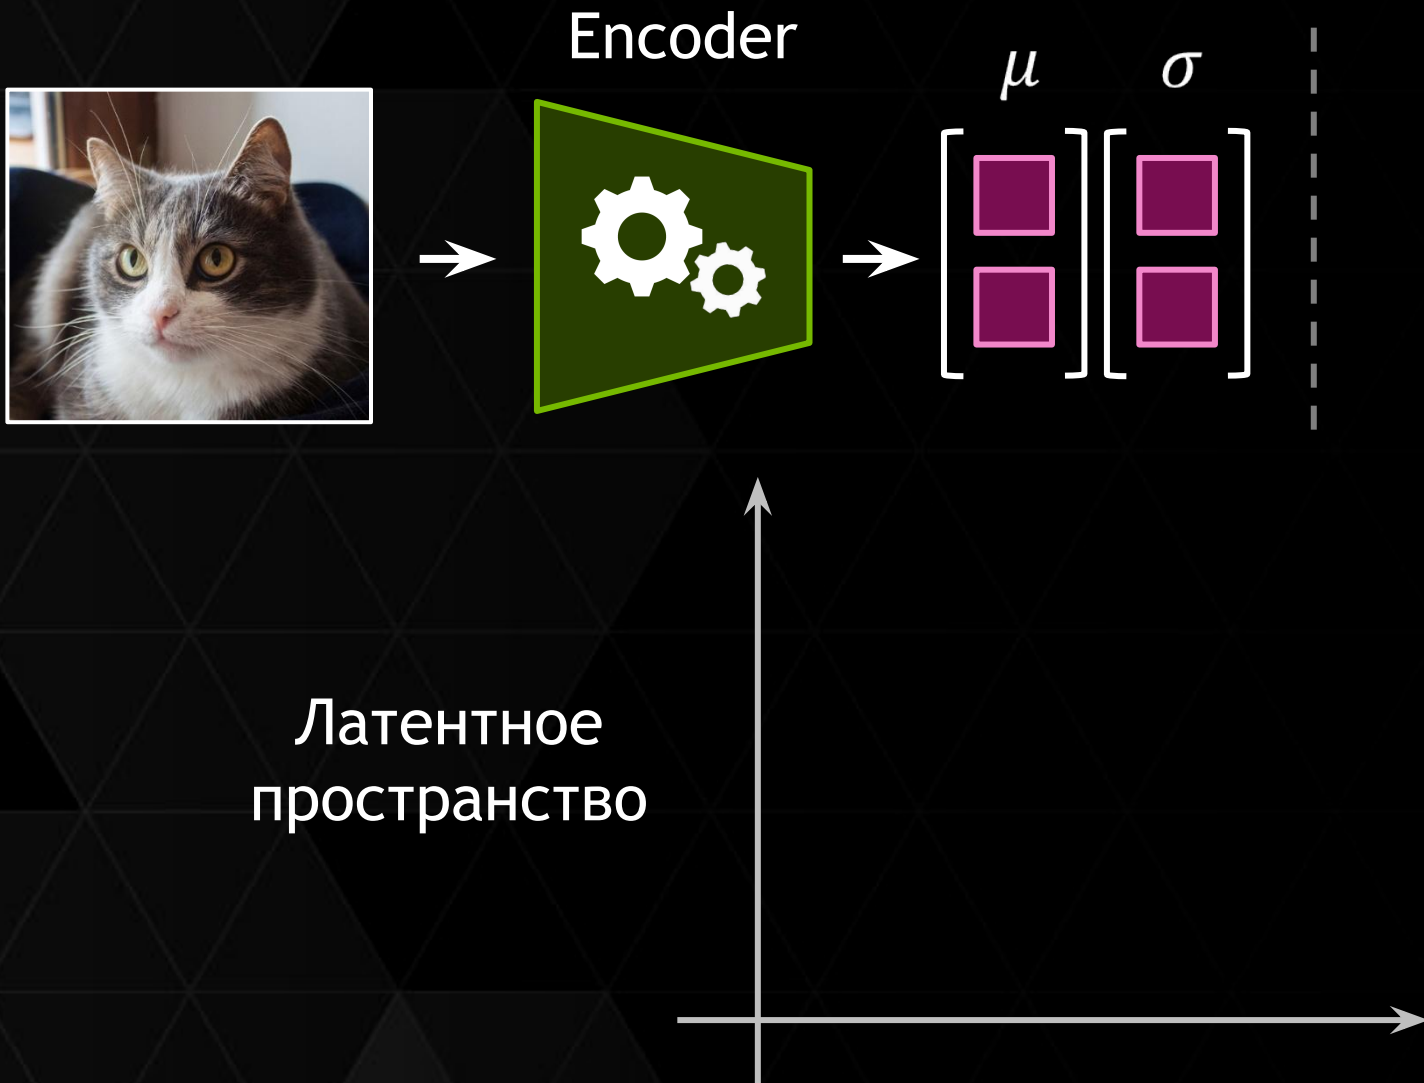 Encoder
μ σ
Латентное
пространство